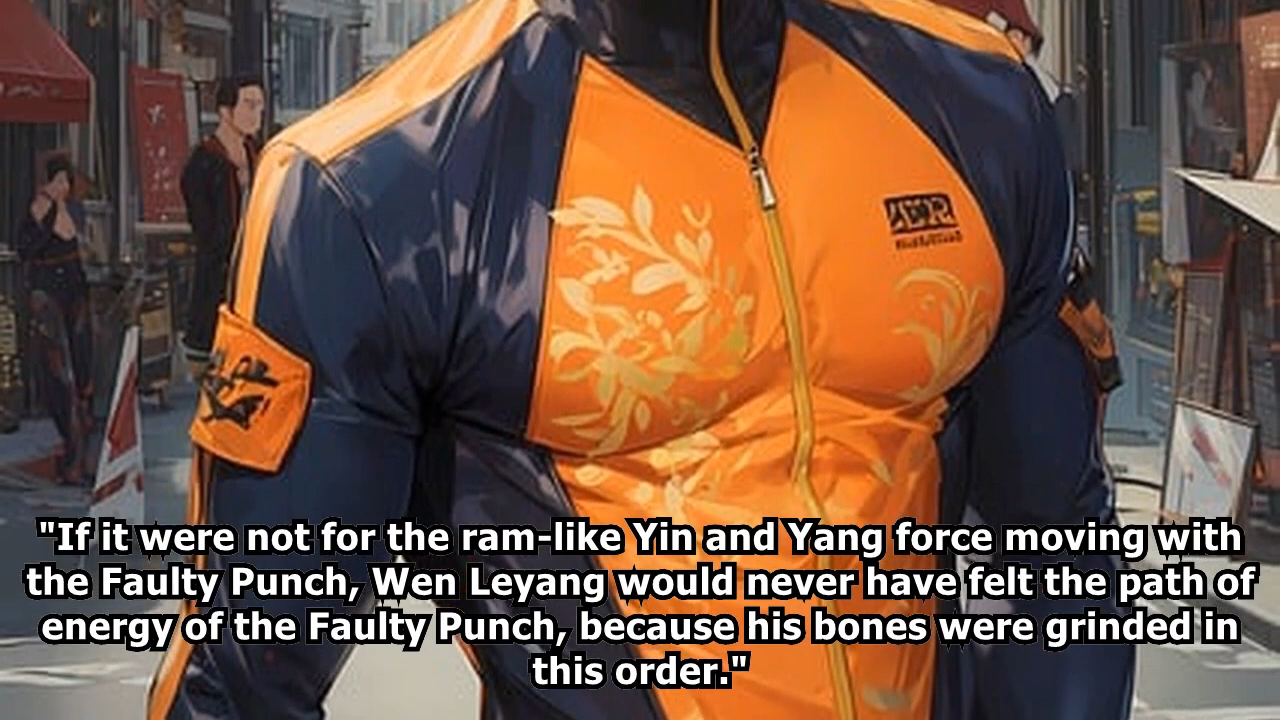 "If it were not for the ram-like Yin and Yang force moving with
the Faulty Punch, Wen Leyang would never have felt the path of
energy of the Faulty Punch, because his bones were grinded in
this order."